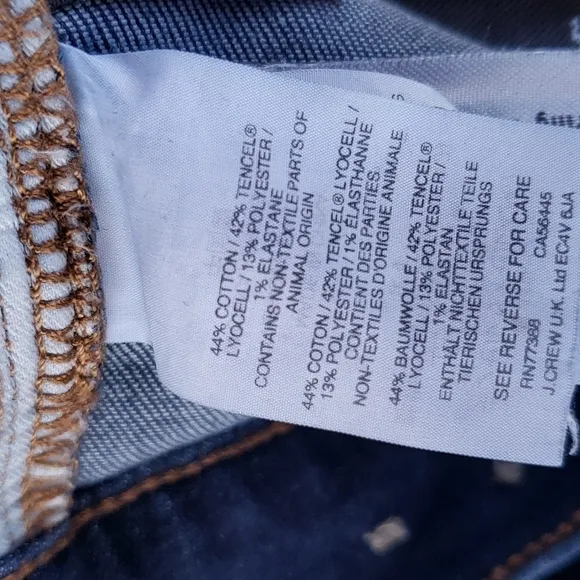 44% COTTON / 42% TENCEL®
LYOCELL / 13% POLYESTER /
1% ELASTANE
CONTAINS NON-TEXTILE PARTS OF
ANIMAL ORIGIN
44% COTON / 42% TENCEL® LYOCELL /
13% POLYESTER / 1% ÉLASTHANNE
CONTIENT DES PARTIES
NON-TEXTILES D'ORIGINE ANIMALE
44% BAUMWOLLE / 42% TENCEL®
LYOCELL / 13% POLYESTER /
1% ELASTAN
ENTHÄLT NICHTTEXTILE TEILE
TIERISCHEN URSPRUNGS
SEE REVERSE FOR CARE
RN77388 CA56445
J.CREW U.K. Ltd EC4V 6JA